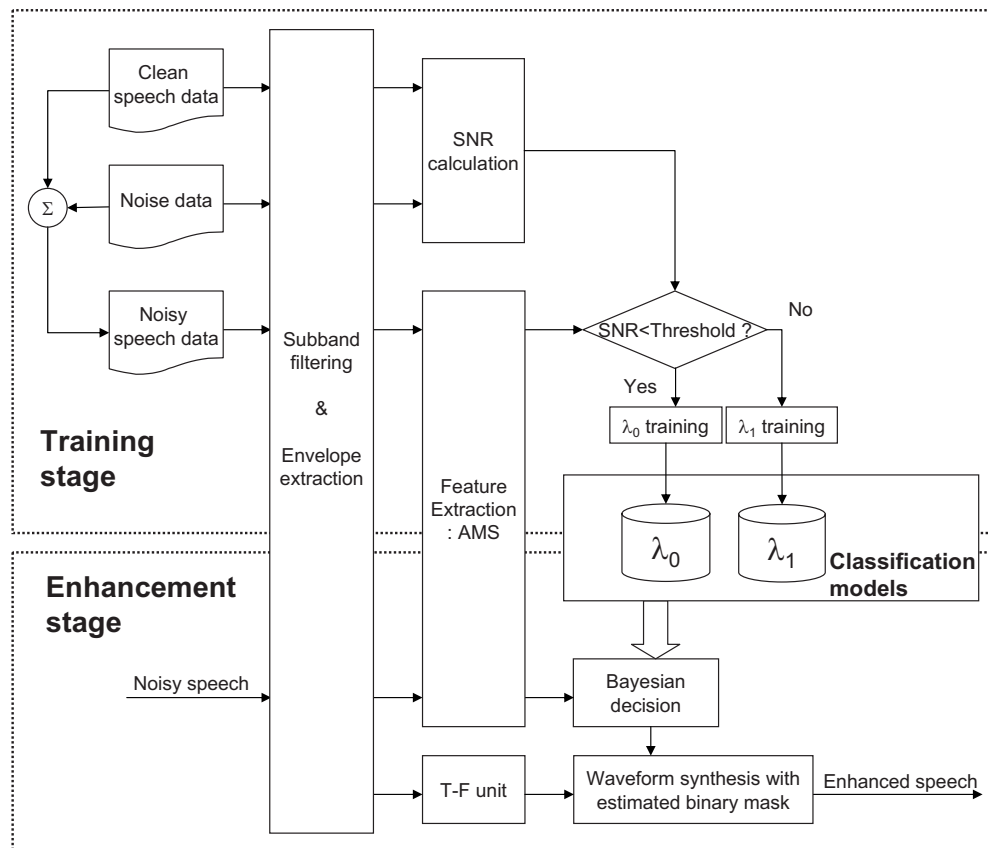 Clean
speech data
Noise data
Σ
Noisy
speech data
Subband
filtering
&
Envelope
extraction
SNR
calculation
SNR<Threshold ?
No
Yes
λ0 training
λ1 training
Training
stage
Feature
Extraction
: AMS
λ0
λ1
Classification
models
Enhancement
stage
Noisy speech
Bayesian
decision
T-F unit
Waveform synthesis with
estimated binary mask
Enhanced speech